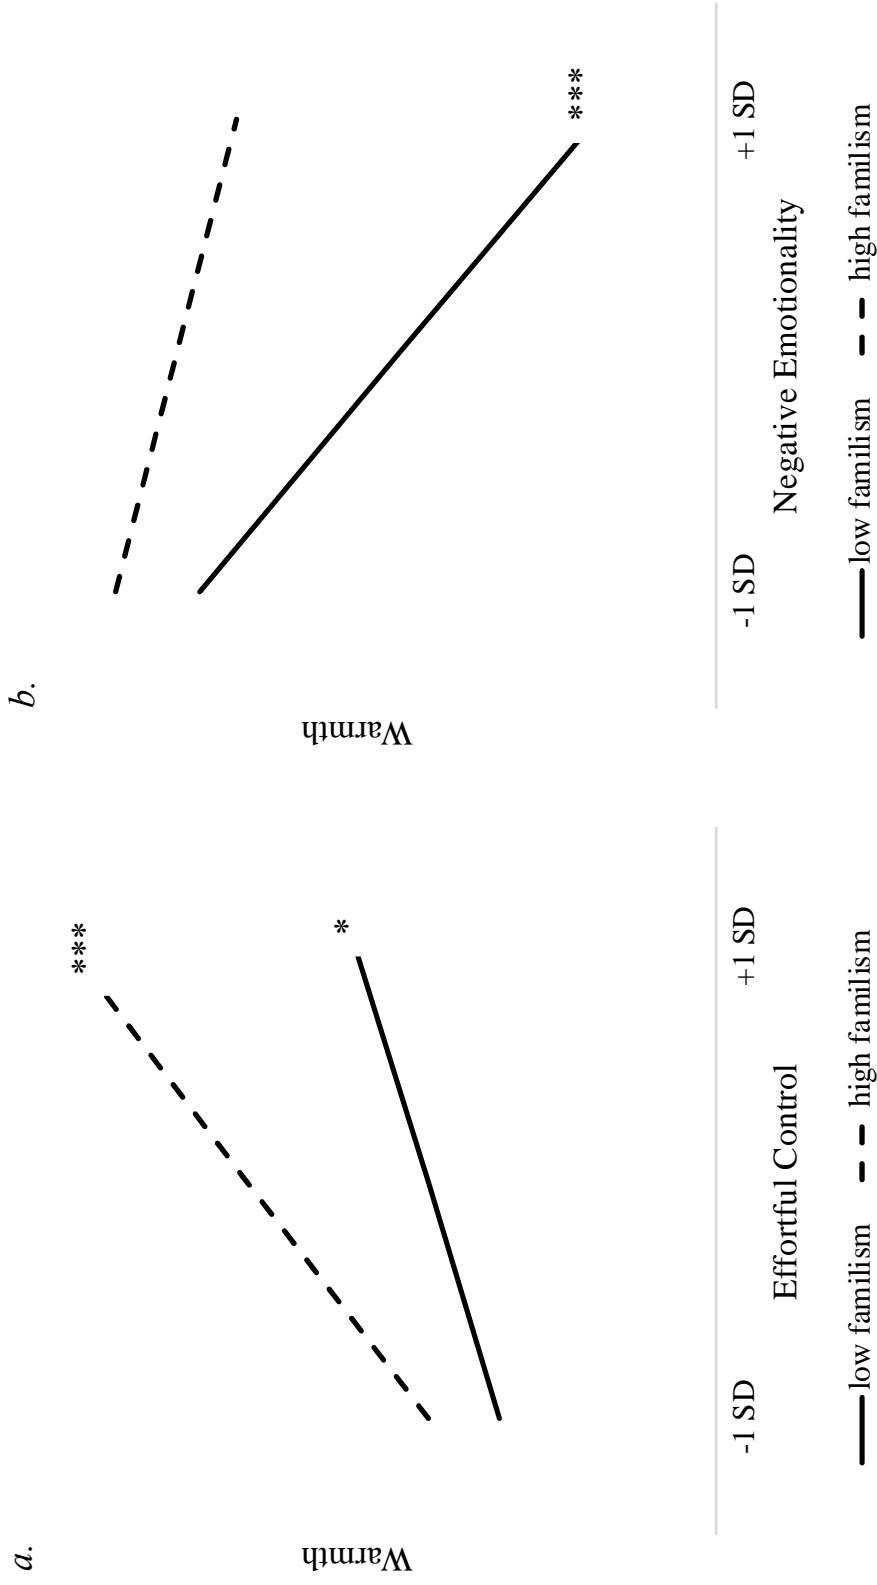 a.
Warmth
***
*
-1 SD +1 SD
Effortful Control
low familism high familism
b.
Warmth
***
-1 SD +1 SD
Negative Emotionality
low familism high familism